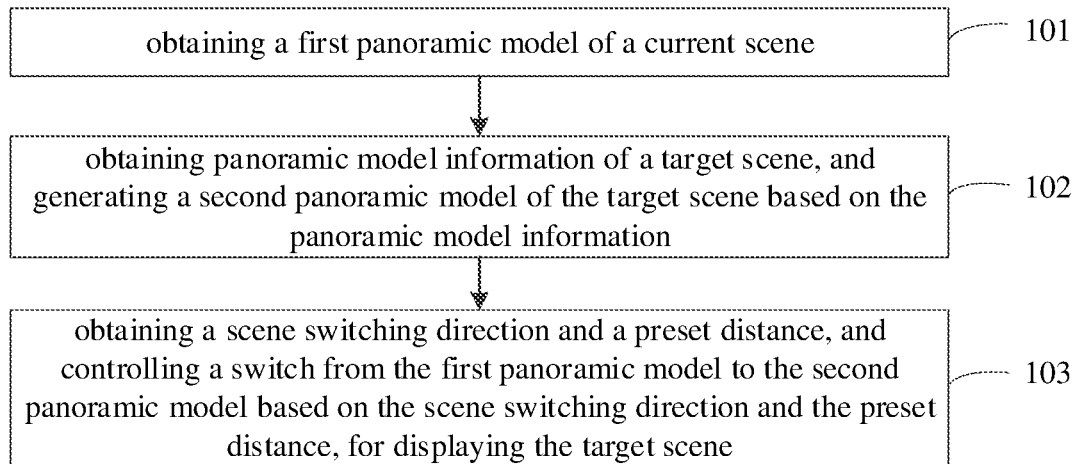 obtaining a first panoramic model of a current scene
101
obtaining panoramic model information of a target scene, and
generating a second panoramic model of the target scene based on the
panoramic model information
102
obtaining a scene switching direction and a preset distance, and
controlling a switch from the first panoramic model to the second
panoramic model based on the scene switching direction and the preset
distance, for displaying the target scene
103